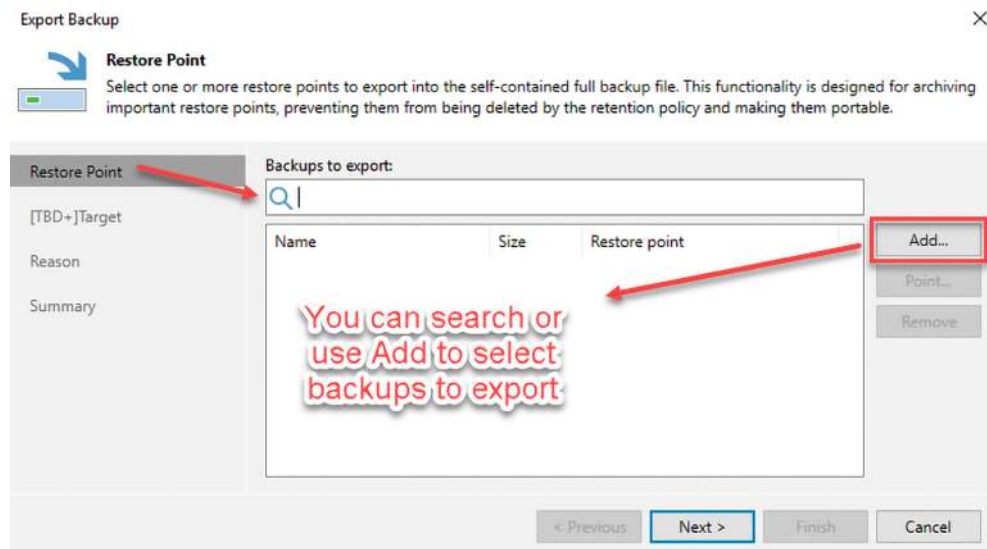 Export Backup
Restore Point
Select one or more restore points to export into the self-contained full backup file. This functionality is designed for archiving
important restore points, preventing them from being deleted by the retention policy and making them portable.
Restore Point
[TBD+]Target
Reason
Summary
Backups to export:
Name Size Restore point
Add...
Point...
Remove
You can search or
use Add to select
backups to export
< Previous Next > Finish Cancel